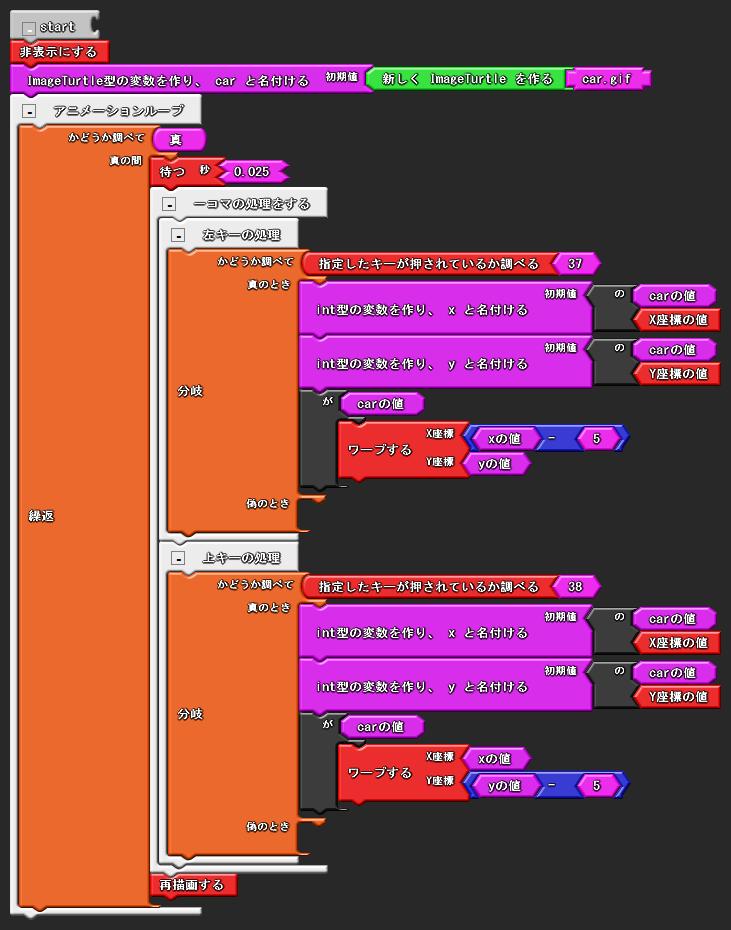 start
非表示にする
ImageTurtle型の変数を作り、 car と名付ける 初期値 新しく ImageTurtle を作る car.gif
アニメーションループ
かどうか調べて 真
真の間
待つ 秒 0.025
一コマの処理をする
左キーの処理
かどうか調べて 指定したキーが押されているか調べる 37
真のとき
int型の変数を作り、 x と名付ける 初期値 の carの値
X座標の値
int型の変数を作り、 y と名付ける 初期値 の carの値
Y座標の値
分岐
が carの値
ワープする X座標 xの値 - 5
Y座標 yの値
偽のとき
繰返
上キーの処理
かどうか調べて 指定したキーが押されているか調べる 38
真のとき
int型の変数を作り、 x と名付ける 初期値 の carの値
X座標の値
int型の変数を作り、 y と名付ける 初期値 の carの値
Y座標の値
分岐
が carの値
ワープする X座標 xの値
Y座標 yの値 - 5
偽のとき
再描画する